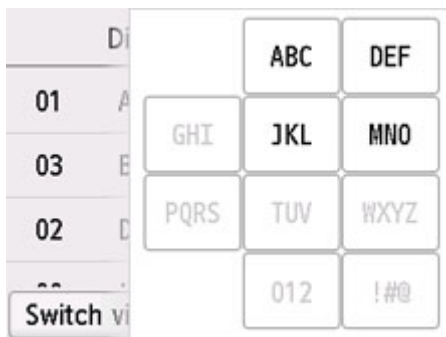 Di
ABC DEF
01 A
GHI JKL MNO
03
02 D
PQRS TUV WXYZ
012 !#@
Switch vi